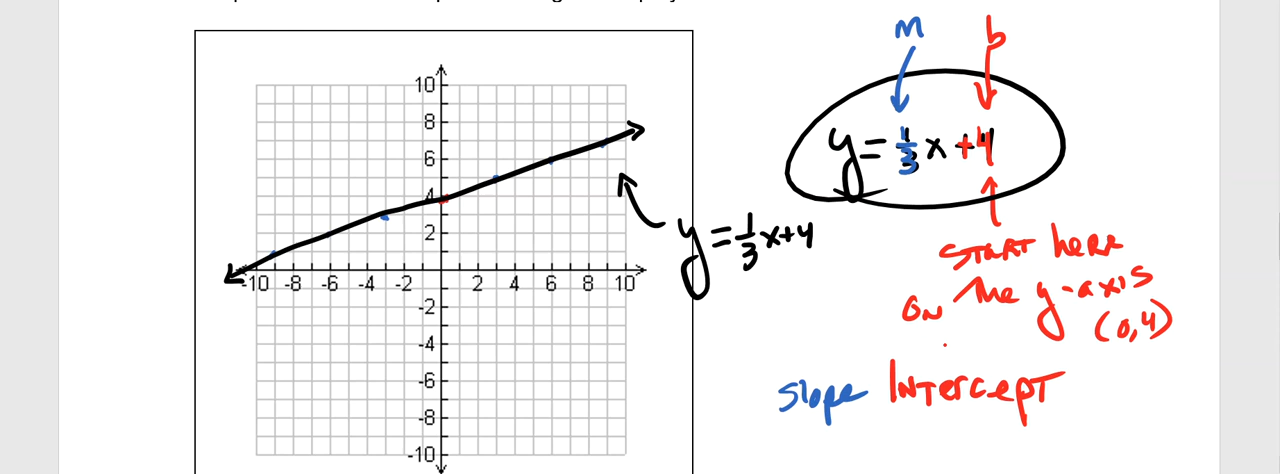 m
b
y = 1/3 x + 4
y = 1/3 x + 4
START here
ON the y-axis
(0,4)
slope Intercept
10
8
6
4
2
-10 -8 -6 -4 -2 2 4 6 8 10
-2
-4
-6
-8
-10